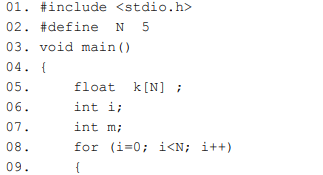 01. #include <stdio.h>
02. #define  N  5
03. void main()
04. {
05.     float  k[N] ;
06.     int i;
07.     int m;
08.     for (i=0; i<N; i++)
09.     {